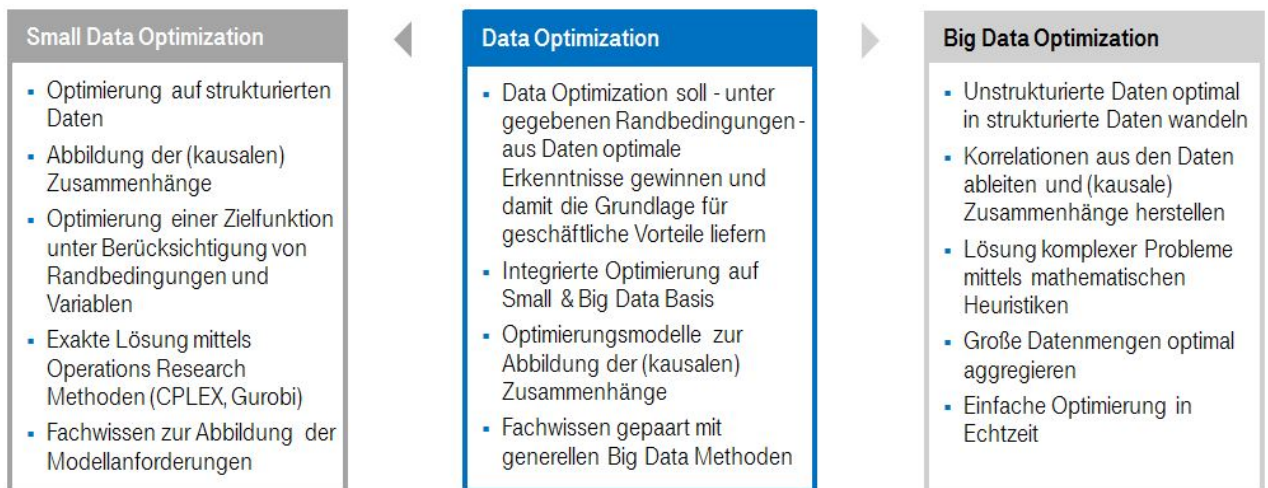 Small Data Optimization
▪ Optimierung auf strukturierten
Daten
▪ Abbildung der (kausalen)
Zusammenhänge
▪ Optimierung einer Zielfunktion
unter Berücksichtigung von
Randbedingungen und
Variablen
▪ Exakte Lösung mittels
Operations Research
Methoden (CPLEX, Gurobi)
▪ Fachwissen zur Abbildung der
Modellanforderungen
Data Optimization
▪ Data Optimization soll - unter
gegebenen Randbedingungen -
aus Daten optimale
Erkenntnisse gewinnen und
damit die Grundlage für
geschäftliche Vorteile liefern
▪ Integrierte Optimierung auf
Small & Big Data Basis
▪ Optimierungsmodelle zur
Abbildung der (kausalen)
Zusammenhänge
▪ Fachwissen gepaart mit
generellen Big Data Methoden
Big Data Optimization
▪ Unstrukturierte Daten optimal
in strukturierte Daten wandeln
▪ Korrelationen aus den Daten
ableiten und (kausale)
Zusammenhänge herstellen
▪ Lösung komplexer Probleme
mittels mathematischen
Heuristiken
▪ Große Datenmengen optimal
aggregieren
▪ Einfache Optimierung in
Echtzeit